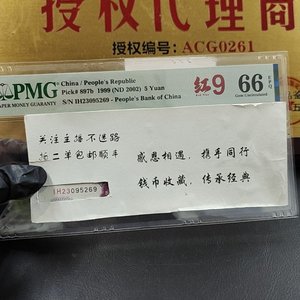 授权代理商
授权编号：ACG0261
PMG
PAPER MONEY GUARANTY
China / People's Republic
Pick# 897b 1999 (ND 2002) 5 Yuan
S/N IH23095269 - People's Bank of China
红9
66 EPQ
Gem Uncirculated
关注主播不迷路
近二单包邮顺丰
感恩相遇，携手同行
钱币收藏，传承经典
IH23095269